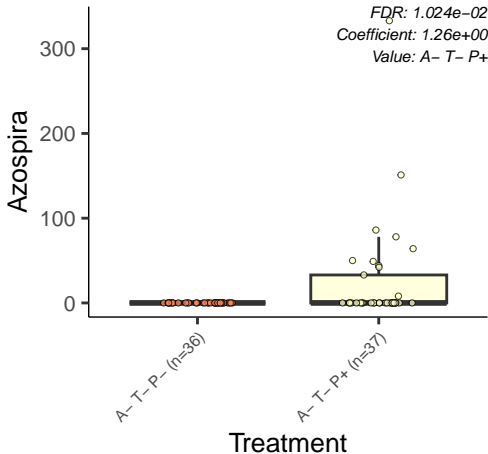 FDR: 1.024e−02
Coefficient: 1.26e+00
Value: A− T− P+
300
200
100
0
Azospira
A− T− P− (n=36)
A− T− P+ (n=37)
Treatment